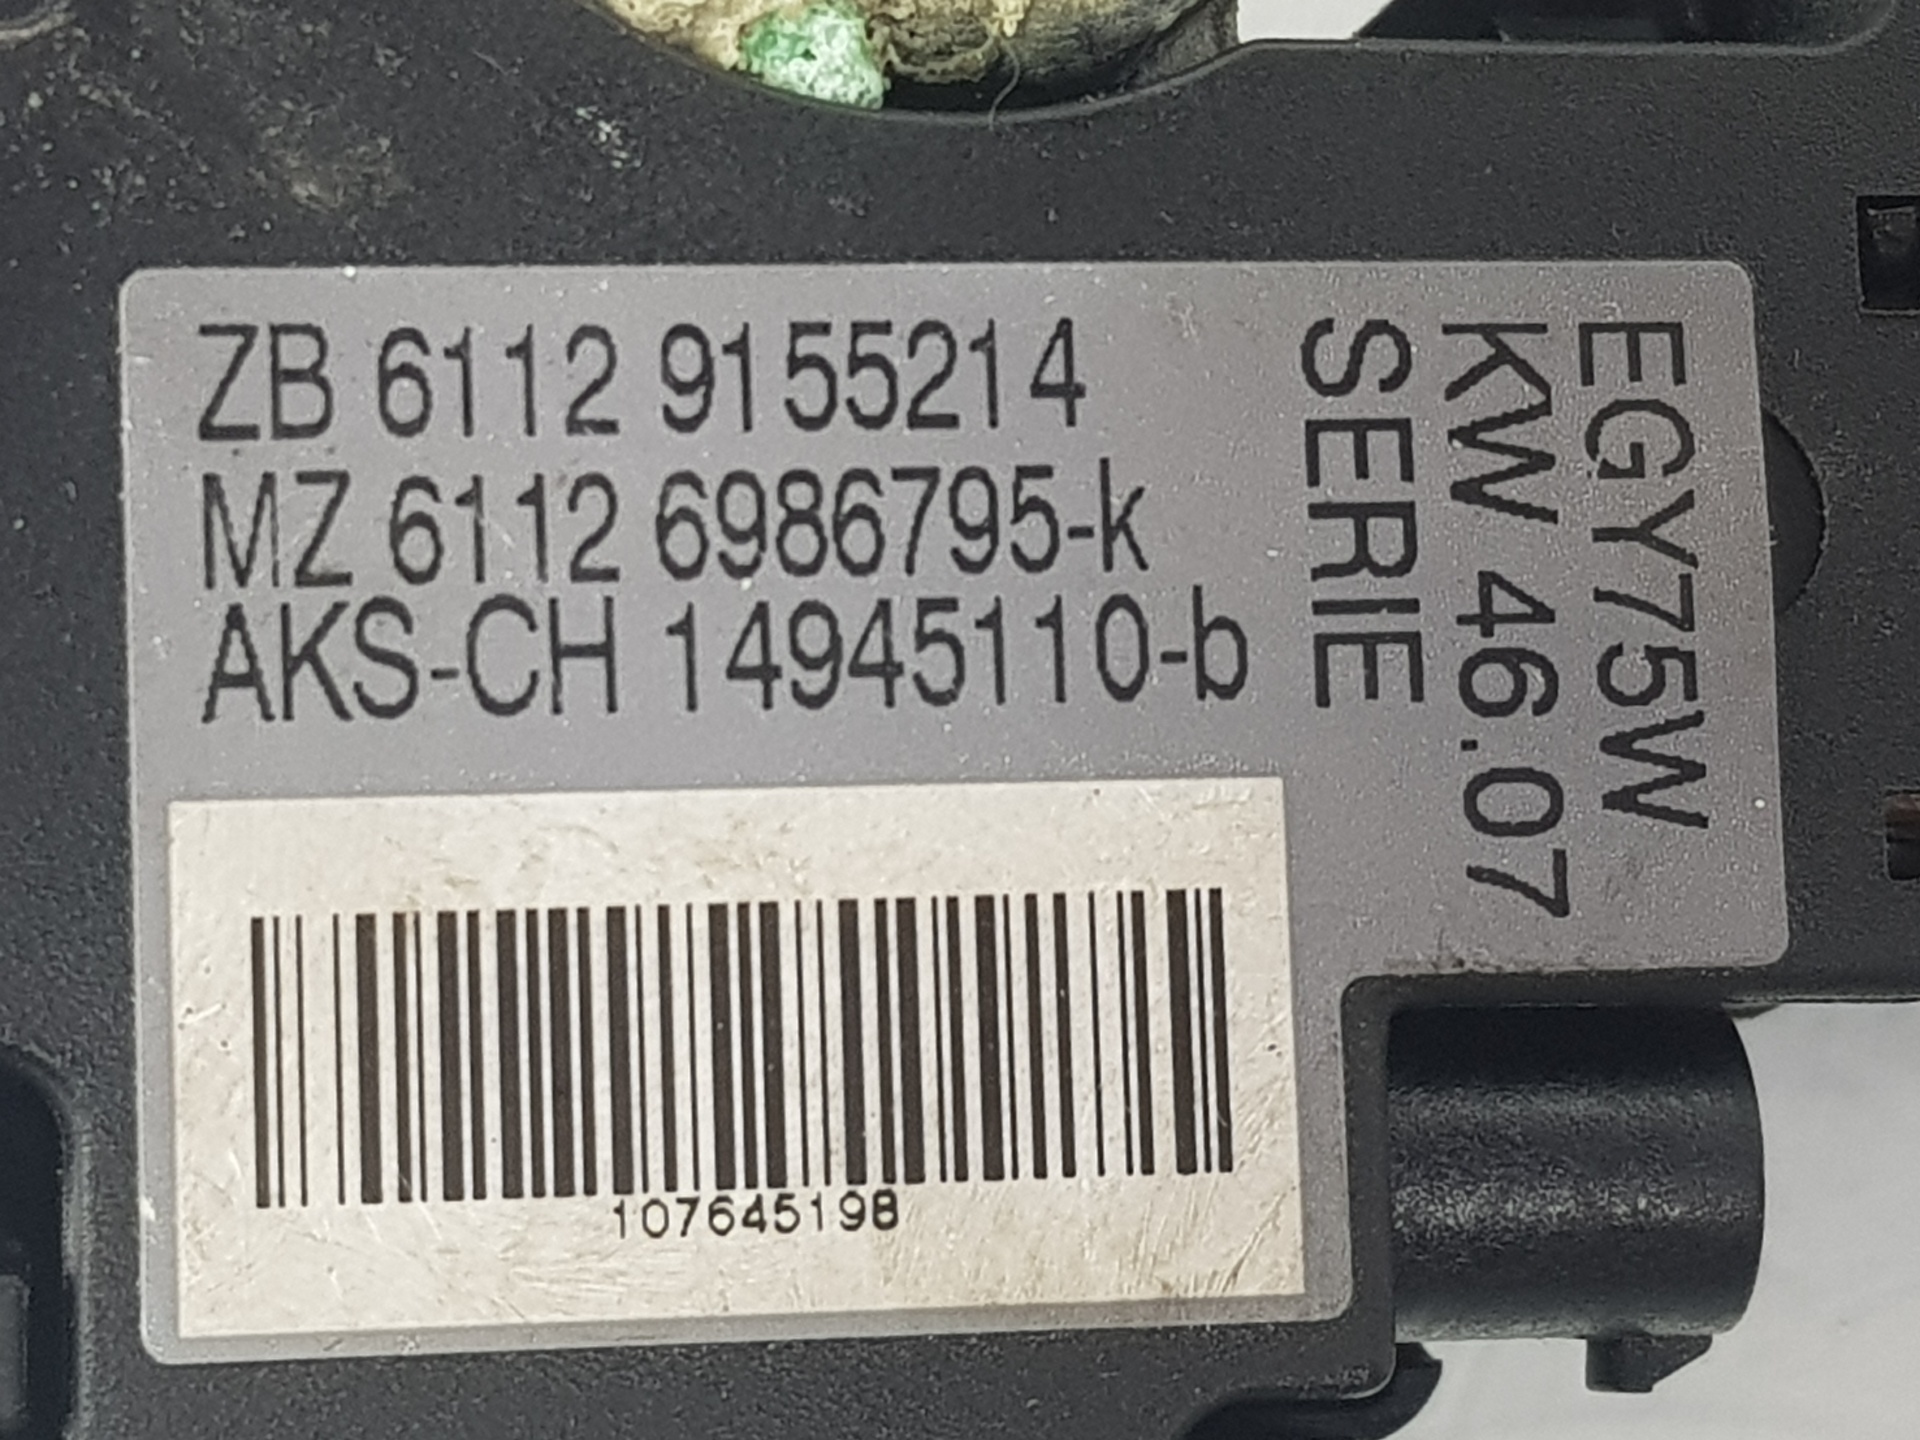 ZB 6112 9155214
MZ 6112 6986795-k
AKS-CH 14945110-b
EGY75W
KW 46.07
SERIE
107645198